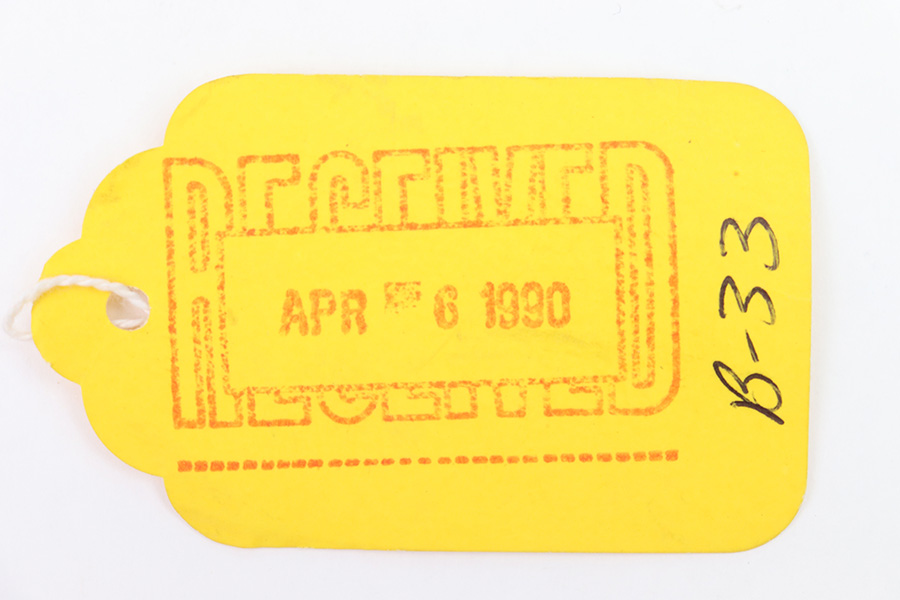 RECEIVED
APR 6 1990
B-33